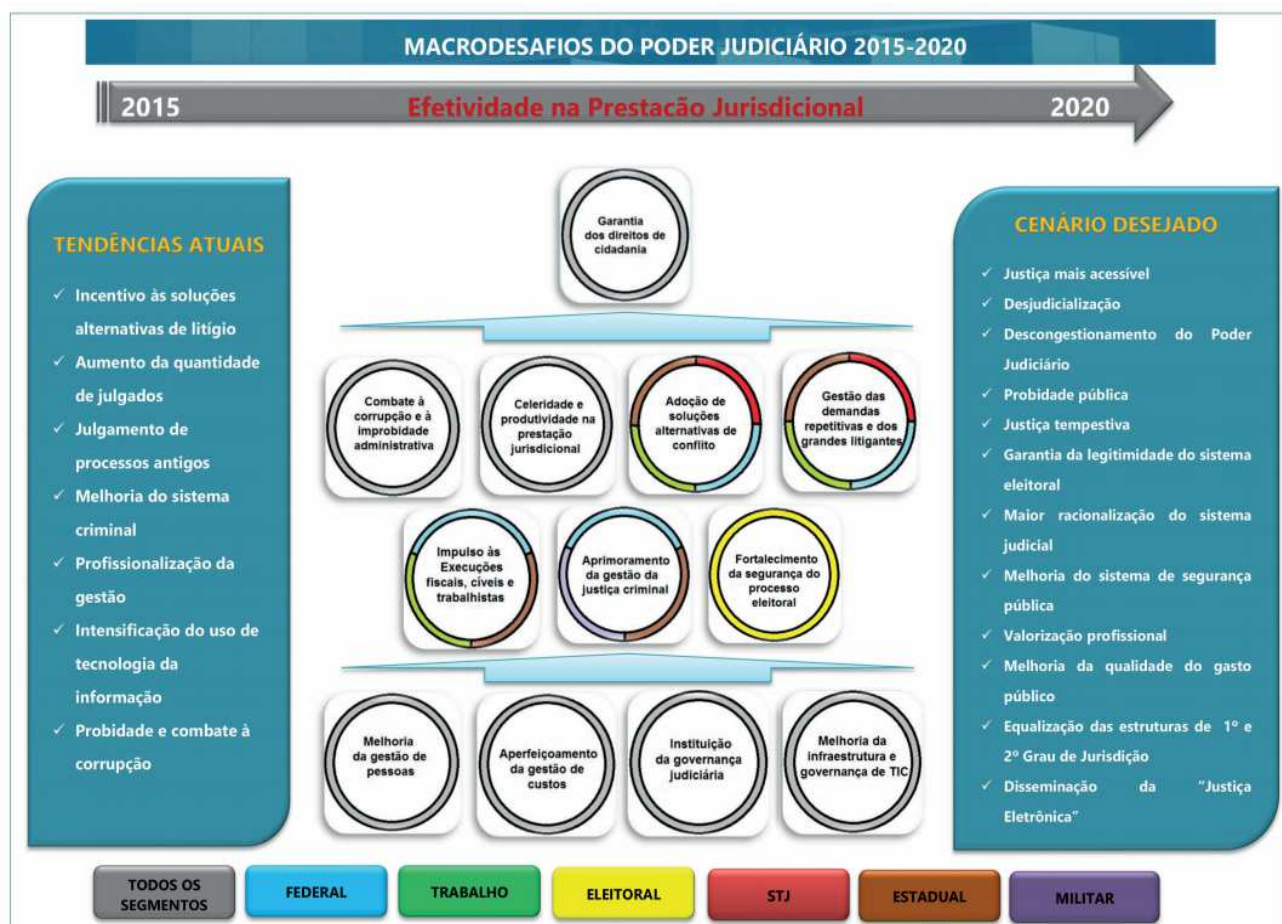 MACRODESAFIOS DO PODER JUDICIÁRIO 2015-2020
2015
Efetividade na Prestacão Jurisdicional
2020
TENDÊNCIAS ATUAIS
✓ Incentivo às soluções
alternativas de litígio
✓ Aumento da quantidade
de julgados
✓ Julgamento de
processos antigos
✓ Melhoria do sistema
criminal
✓ Profissionalização da
gestão
✓ Intensificação do uso de
tecnologia da
informação
✓ Probidade e combate à
corrupção
Garantia
dos direitos de
cidadania
Combate à
corrupção e à
improbidade
administrativa
Celeridade e
produtividade na
prestação
jurisdicional
Adoção de
soluções
alternativas de
conflito
Gestão das
demandas
repetitivas e dos
grandes litigantes
Impulso às
Execuções
fiscais, cíveis e
trabalhistas
Aprimoramento
da gestão da
justiça criminal
Fortalecimento
da segurança do
processo
eleitoral
Melhoria
da gestão de
pessoas
Aperfeiçoamento
da gestão de
custos
Instituição
da governança
judiciária
Melhoria da
infraestrutura e
governança de TIC
CENÁRIO DESEJADO
✓ Justiça mais acessível
✓ Desjudicialização
✓ Descongestionamento do Poder
Judiciário
✓ Probidade pública
✓ Justiça tempestiva
✓ Garantia da legitimidade do sistema
eleitoral
✓ Maior racionalização do sistema
judicial
✓ Melhoria do sistema de segurança
pública
✓ Valorização profissional
✓ Melhoria da qualidade do gasto
público
✓ Equalização das estruturas de 1º e
2º Grau de Jurisdição
✓ Disseminação da "Justiça
Eletrônica"
TODOS OS
SEGMENTOS
FEDERAL
TRABALHO
ELEITORAL
STJ
ESTADUAL
MILITAR